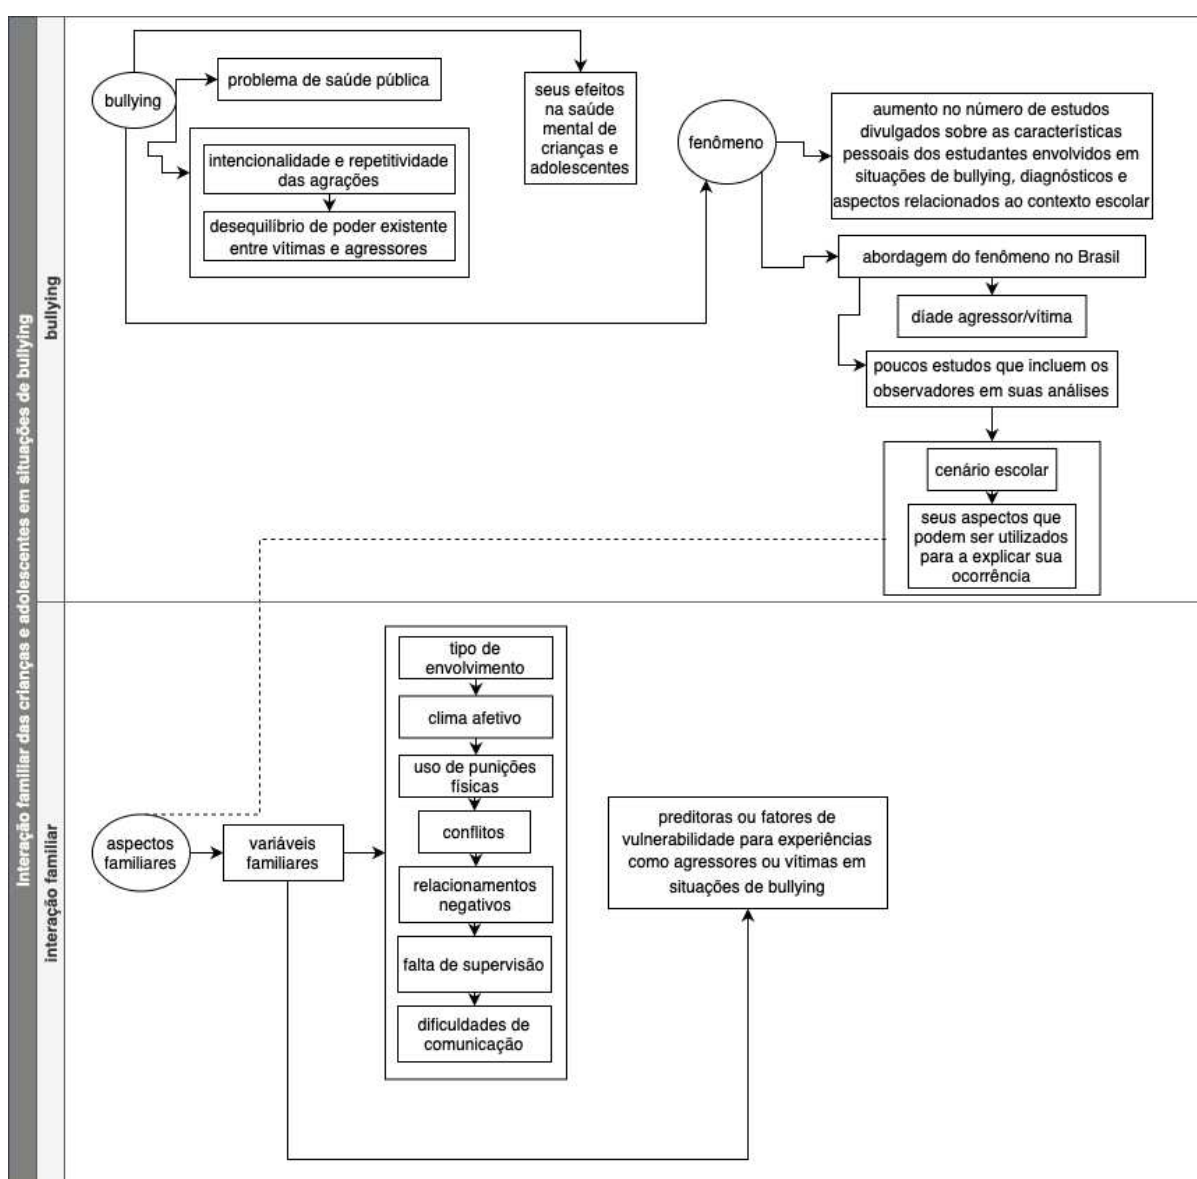 Interação familiar das crianças e adolescentes em situações de bullying
bullying
bullying
problema de saúde pública
intencionalidade e repetitividade
das agrações
desequilíbrio de poder existente
entre vítimas e agressores
seus efeitos
na saúde
mental de
crianças e
adolescentes
fenômeno
aumento no número de estudos
divulgados sobre as características
pessoais dos estudantes envolvidos em
situações de bullying, diagnósticos e
aspectos relacionados ao contexto escolar
abordagem do fenômeno no Brasil
díade agressor/vítima
poucos estudos que incluem os
observadores em suas análises
cenário escolar
seus aspectos que
podem ser utilizados
para a explicar sua
ocorrência
interação familiar
aspectos
familiares
variáveis
familiares
tipo de
envolvimento
clima afetivo
uso de punições
físicas
conflitos
relacionamentos
negativos
falta de supervisão
dificuldades de
comunicação
preditoras ou fatores de
vulnerabilidade para experiências
como agressores ou vítimas em
situações de bullying